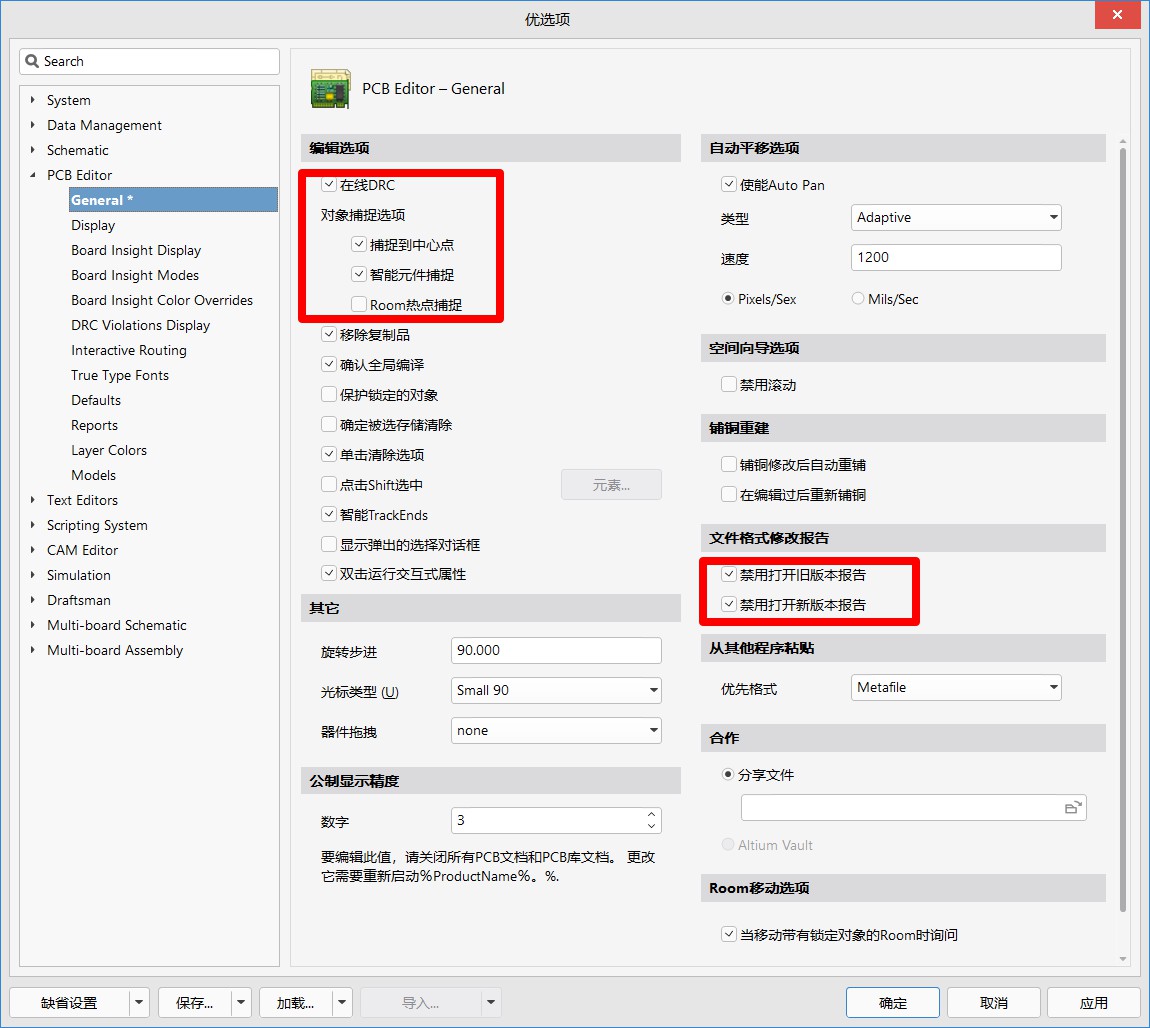 优选项
Search
System
Data Management
Schematic
PCB Editor
General *
Display
Board Insight Display
Board Insight Modes
Board Insight Color Overrides
DRC Violations Display
Interactive Routing
True Type Fonts
Defaults
Reports
Layer Colors
Models
Text Editors
Scripting System
CAM Editor
Simulation
Draftsman
Multi-board Schematic
Multi-board Assembly
PCB Editor – General
编辑选项
在线DRC
对象捕捉选项
捕捉到中心点
智能元件捕捉
Room热点捕捉
移除复制品
确认全局编译
保护锁定的对象
确定被选存储清除
单击清除选项
点击Shift选中
元素...
智能TrackEnds
显示弹出的选择对话框
双击运行交互式属性
其它
旋转步进
90.000
光标类型 (U)
Small 90
器件拖拽
none
公制显示精度
数字
3
要编辑此值，请关闭所有PCB文档和PCB库文档。 更改
它需要重新启动%ProductName%。%.
自动平移选项
使能Auto Pan
类型
Adaptive
速度
1200
Pixels/Sex
Mils/Sec
空间向导选项
禁用滚动
铺铜重建
铺铜修改后自动重铺
在编辑过后重新铺铜
文件格式修改报告
禁用打开旧版本报告
禁用打开新版本报告
从其他程序粘贴
优先格式
Metafile
合作
分享文件
Altium Vault
Room移动选项
当移动带有锁定对象的Room时询问
缺省设置
保存...
加载...
导入...
确定
取消
应用